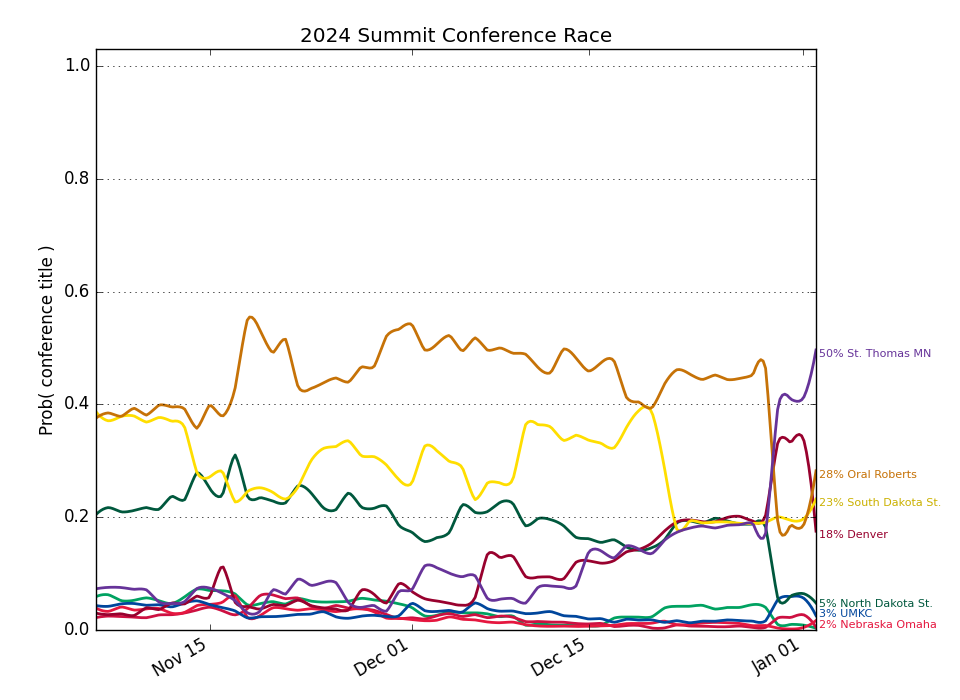 2024 Summit Conference Race
Prob( conference title )
1.0
0.8
0.6
0.4
0.2
0.0
Nov 15
Dec 01
Dec 15
Jan 01
50% St. Thomas MN
28% Oral Roberts
23% South Dakota St.
18% Denver
5% North Dakota St.
3% UMKC
2% Nebraska Omaha